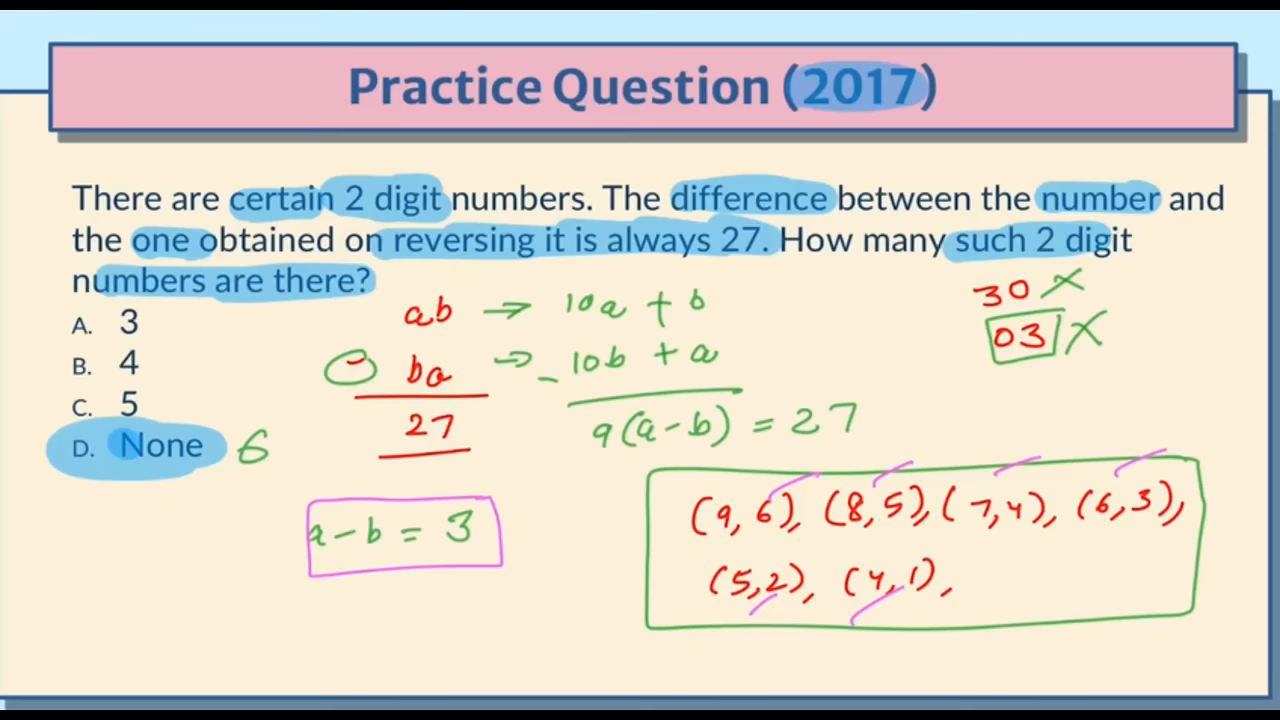 Practice Question (2017)
There are certain 2 digit numbers. The difference between the number and
the one obtained on reversing it is always 27. How many such 2 digit
numbers are there?
A. 3
B. 4
C. 5
D. None 6
ab → 10a + b
- ba → - 10b + a
27
9(a-b) = 27
a-b = 3
30 X
03 X
(9,6), (8,5), (7,4), (6,3),
(5,2), (4,1),